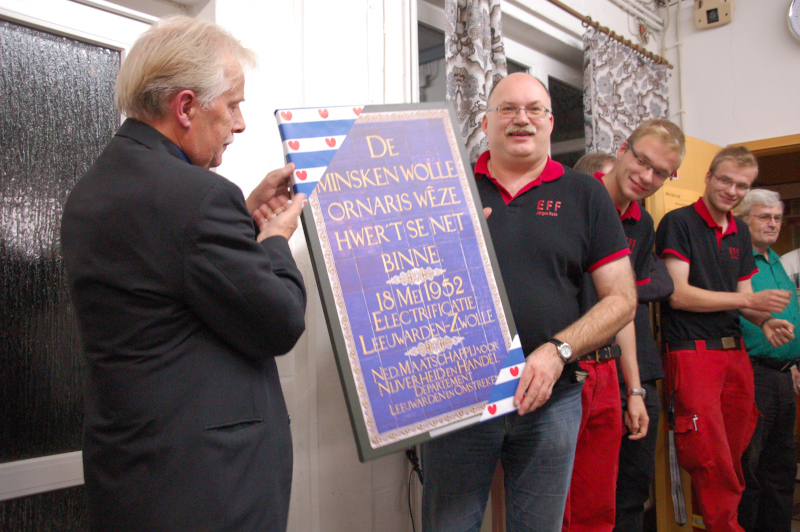 DE
MINSKEN WOLLE
ORNARIS WÊZE
HWER'T SE NET
BINNE
18 MEI 1952
ELECTRIFICATIE
LEEUWARDEN-ZWOLLE
NED. MAATSCHAPPIJ VOOR
NIJVERHEID EN HANDEL
DEPARTEMENT
LEEUWARDEN EN OMSTREKEN
EFF